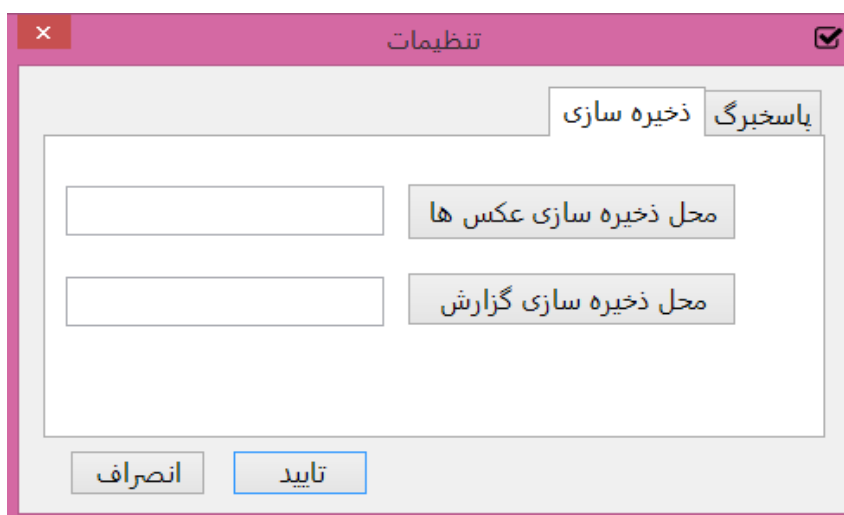 تنظیمات
پاسخبرگ ذخیره سازی
محل ذخیره سازی عکس ها
محل ذخیره سازی گزارش
تایید انصراف